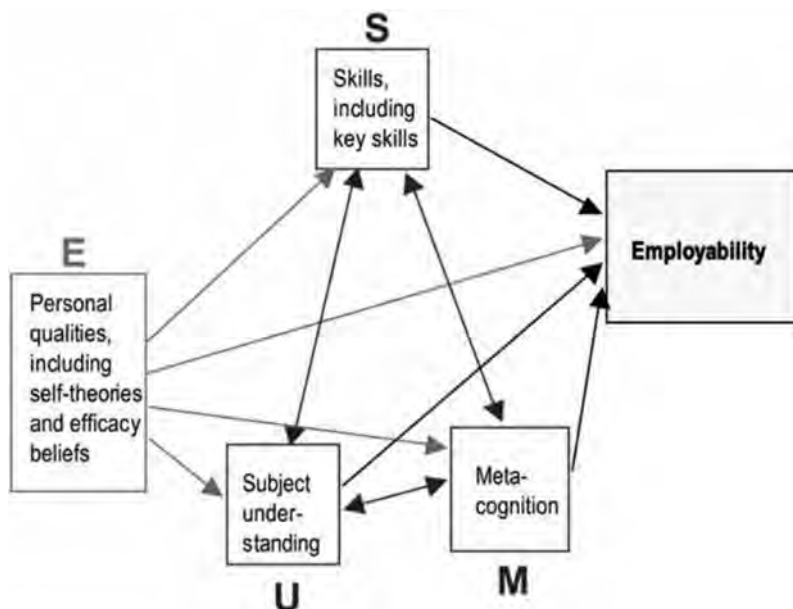 S
Skills,
including
key skills
E
Personal
qualities,
including
self-theories
and efficacy
beliefs
Employability
Subject
under-
standing
U
Meta-
cognition
M